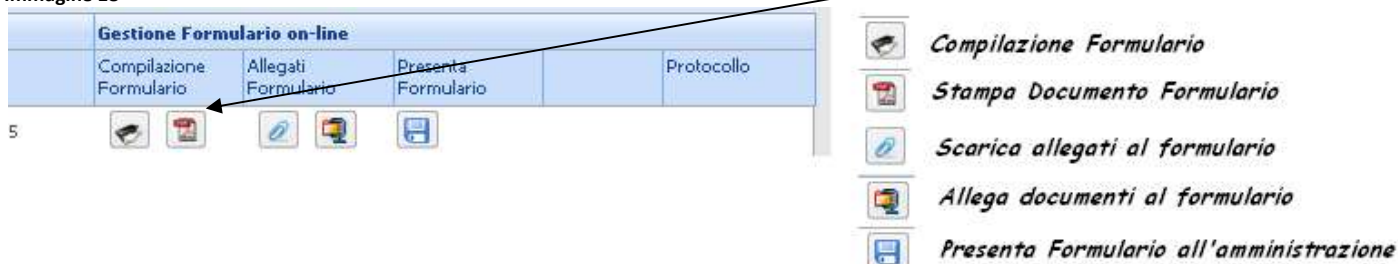 Immagine 25
Gestione Formulario on-line
Compilazione Formulario
Allegati Formulario
Presenta Formulario
Protocollo
5
Compilazione Formulario
Stampa Documento Formulario
Scarica allegati al formulario
Allega documenti al formulario
Presenta Formulario all'amministrazione